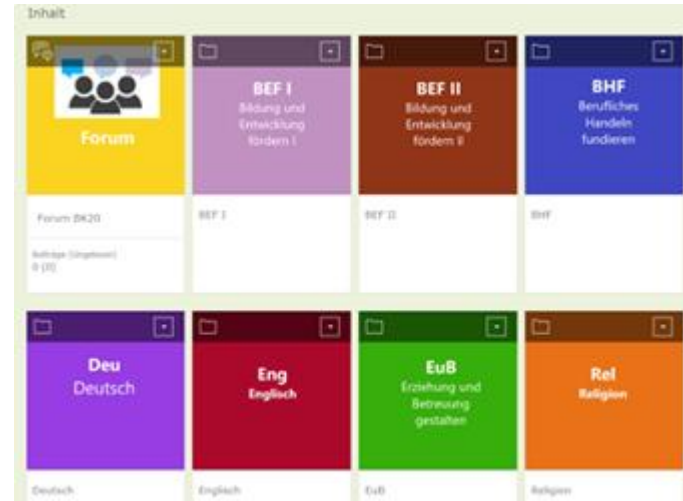 Inhalt
Forum
BEF I
Bildung und
Entwicklung
fördern I
BEF II
Bildung und
Entwicklung
fördern II
BHF
Berufliches
Handeln
fundieren
Forum BK20
Beiträge (Ungelesen)
0 (0)
BEF I
BEF II
BHF
Deu
Deutsch
Eng
Englisch
EuB
Erziehung und
Betreuung
gestalten
Rel
Religion
Deutsch
Englisch
EuB
Religion